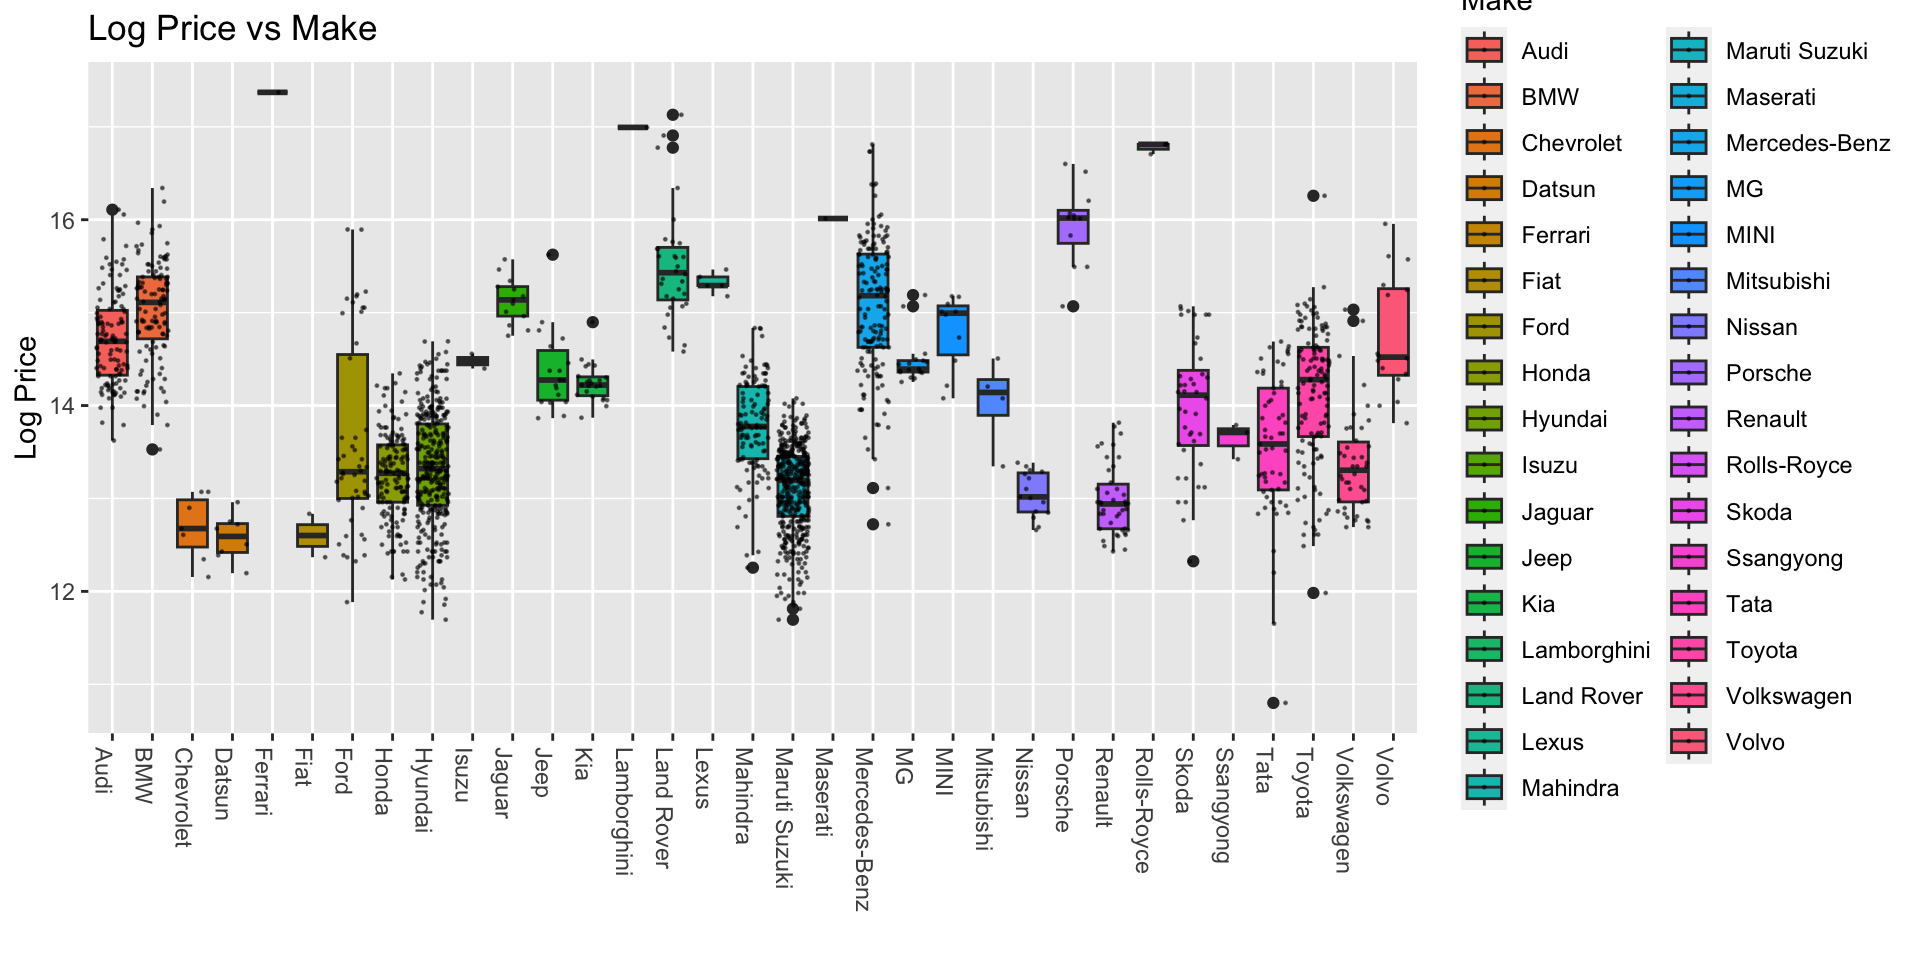 Log Price vs Make
Make
Audi
BMW
Chevrolet
Datsun
Ferrari
Fiat
Ford
Honda
Hyundai
Isuzu
Jaguar
Jeep
Kia
Lamborghini
Land Rover
Lexus
Mahindra
Maruti Suzuki
Maserati
Mercedes-Benz
MG
MINI
Mitsubishi
Nissan
Porsche
Renault
Rolls-Royce
Skoda
Ssangyong
Tata
Toyota
Volkswagen
Volvo
Log Price
16
14
12
Audi
BMW
Chevrolet
Datsun
Ferrari
Fiat
Ford
Honda
Hyundai
Isuzu
Jaguar
Jeep
Kia
Lamborghini
Land Rover
Lexus
Mahindra
Maruti Suzuki
Maserati
Mercedes-Benz
MG
MINI
Mitsubishi
Nissan
Porsche
Renault
Rolls-Royce
Skoda
Ssangyong
Tata
Toyota
Volkswagen
Volvo